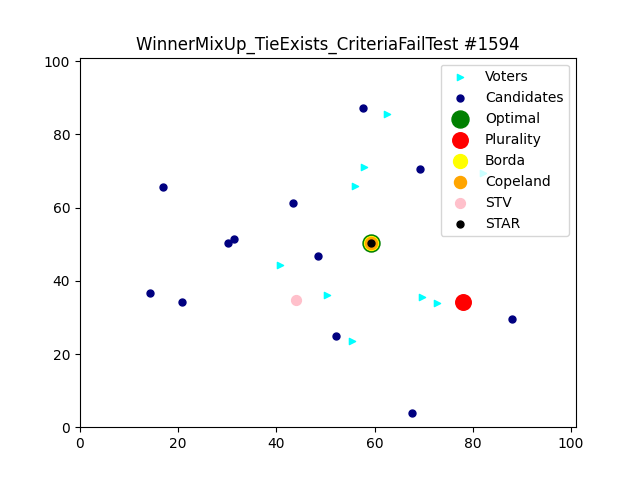 WinnerMixUp_TieExists_CriteriaFailTest #1594
100
80
60
40
20
0
0 20 40 60 80 100
Voters
Candidates
Optimal
Plurality
Borda
Copeland
STV
STAR